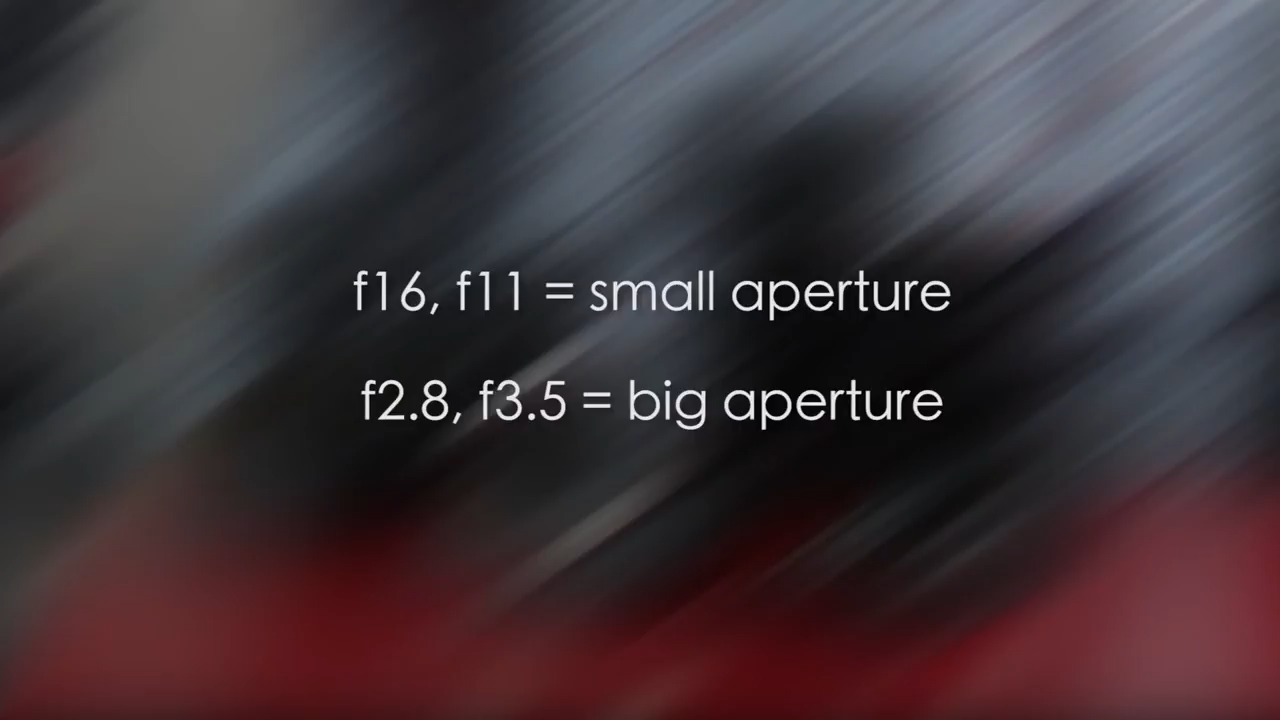 f16, f11 = small aperture
f2.8, f3.5 = big aperture